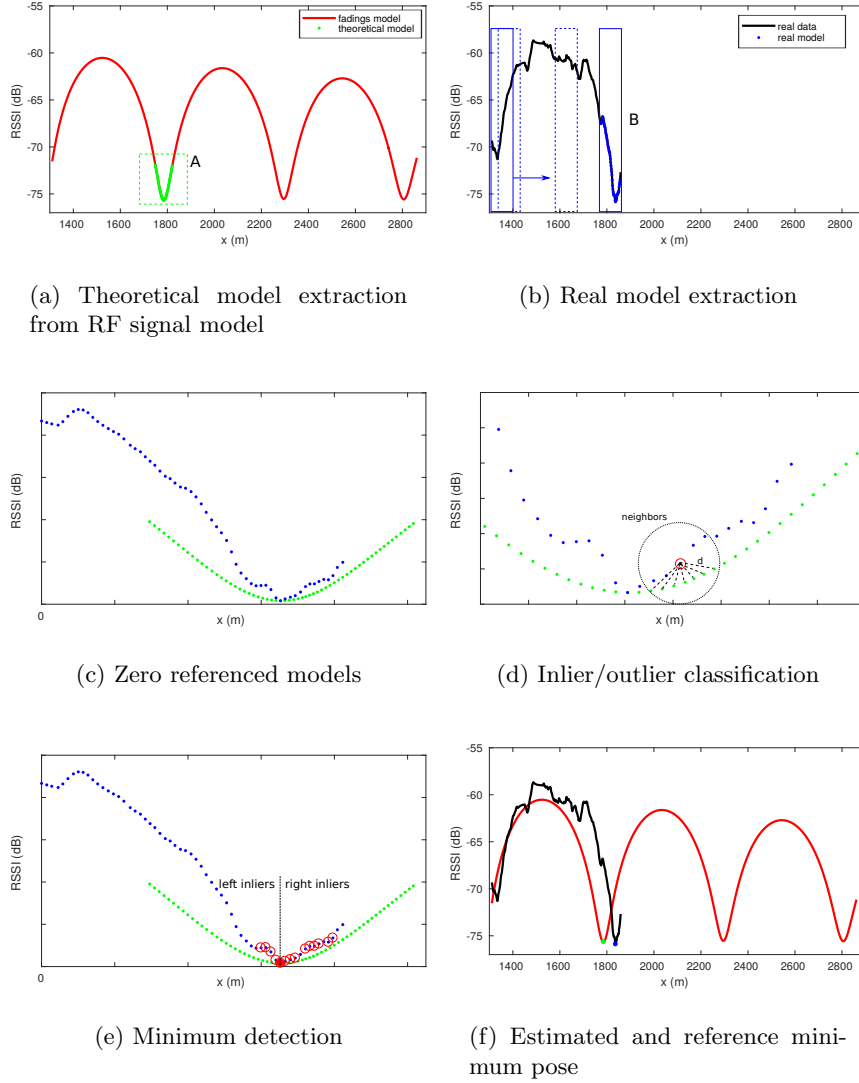 -55
-60
-65
-70
-75
RSSI (dB)
fadings model
theoretical model
A
1400 1600 1800 2000 2200 2400 2600 2800
x (m)
-55
-60
-65
-70
-75
RSSI (dB)
real data
real model
B
1400 1600 1800 2000 2200 2400 2600 2800
x (m)
(a) Theoretical model extraction
from RF signal model
(b) Real model extraction
RSSI (dB)
0
x (m)
RSSI (dB)
neighbors
d
x (m)
(c) Zero referenced models
(d) Inlier/outlier classification
RSSI (dB)
left inliers
right inliers
0
x (m)
-55
-60
-65
-70
-75
RSSI (dB)
1400 1600 1800 2000 2200 2400 2600 2800
x (m)
(e) Minimum detection
(f) Estimated and reference mini-
mum pose